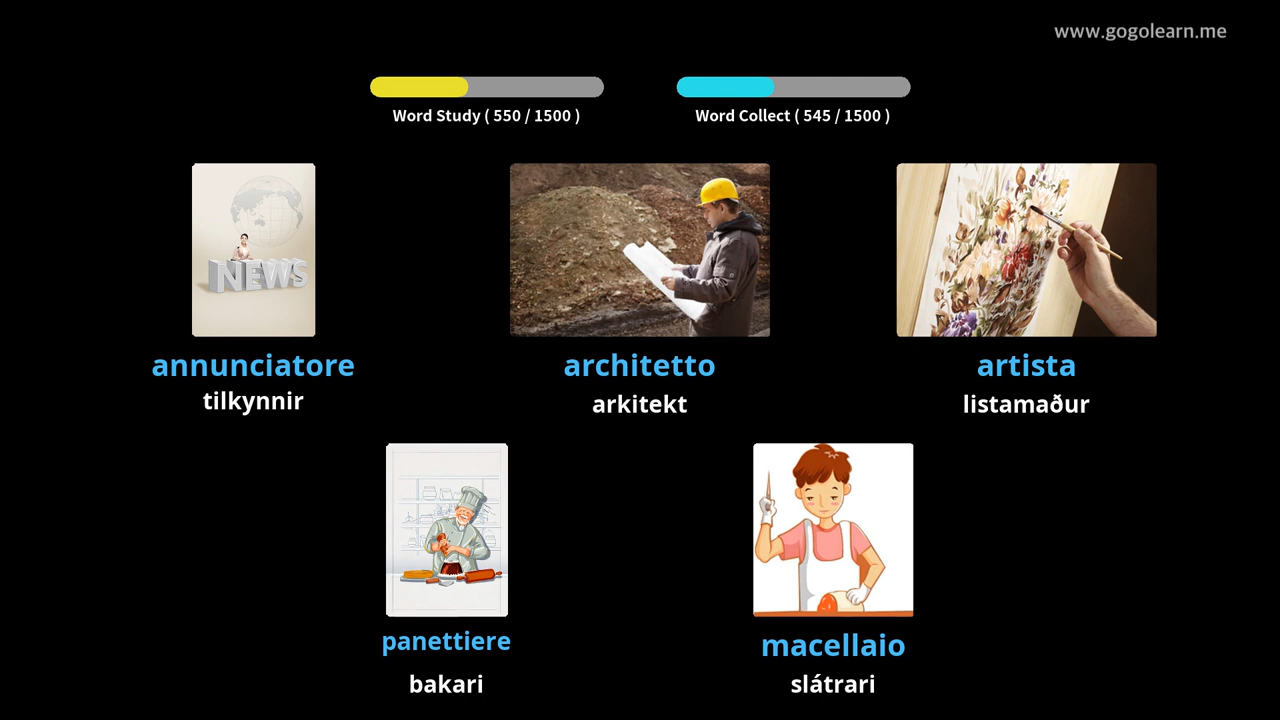 www.gogolearn.me
Word Study ( 550 / 1500 )
Word Collect ( 545 / 1500 )
NEWS
annunciatore
tilkynnir
architetto
arkitekt
artista
listamaður
panettiere
bakari
macellaio
slátrari